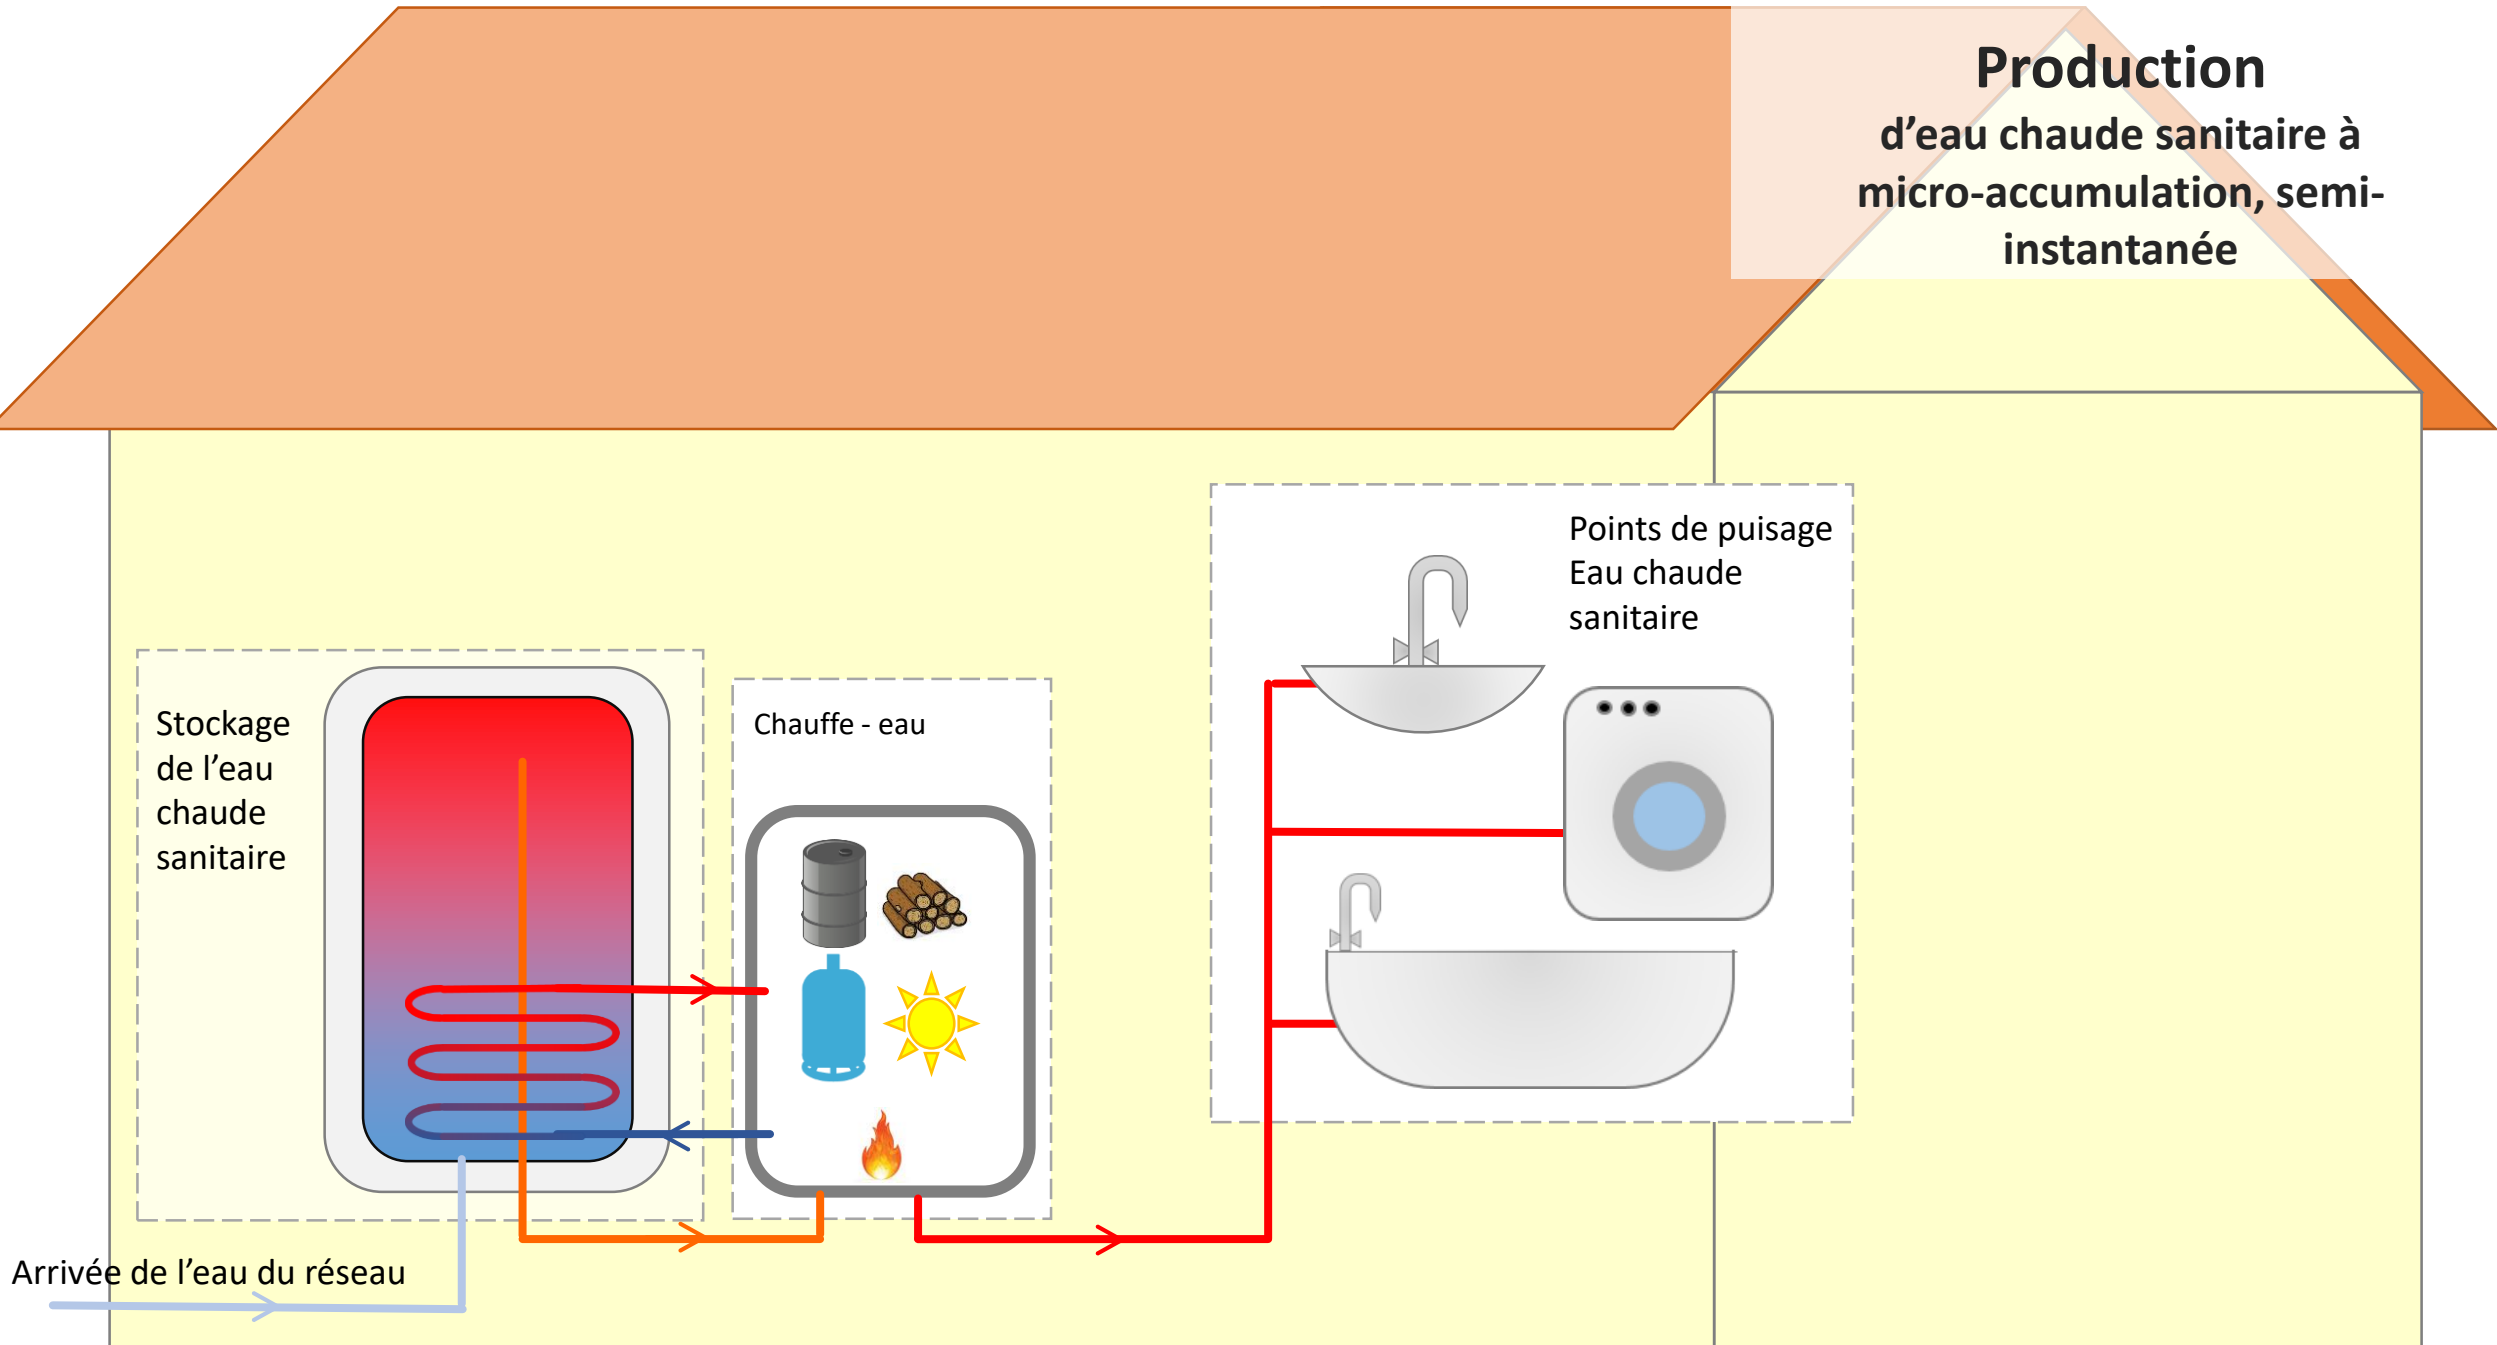 Production
d’eau chaude sanitaire à
micro-accumulation, semi-
instantanée
Points de puisage
Eau chaude
sanitaire
Stockage
de l’eau
chaude
sanitaire
Chauffe - eau
Arrivée de l’eau du réseau